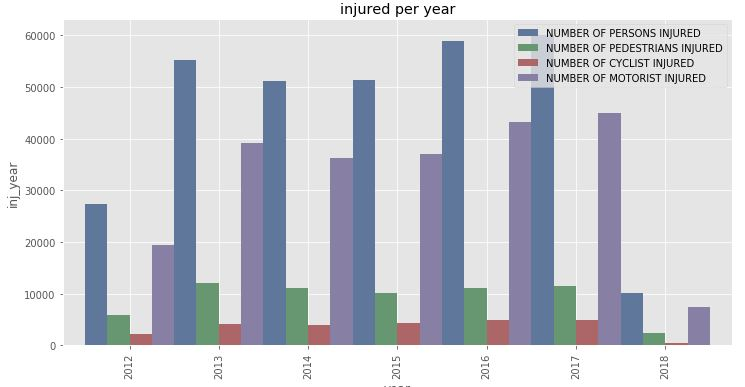 injured per year
NUMBER OF PERSONS INJURED
NUMBER OF PEDESTRIANS INJURED
NUMBER OF CYCLIST INJURED
NUMBER OF MOTORIST INJURED
60000
50000
40000
30000
20000
10000
0
inj_year
2012
2013
2014
2015
2016
2017
2018